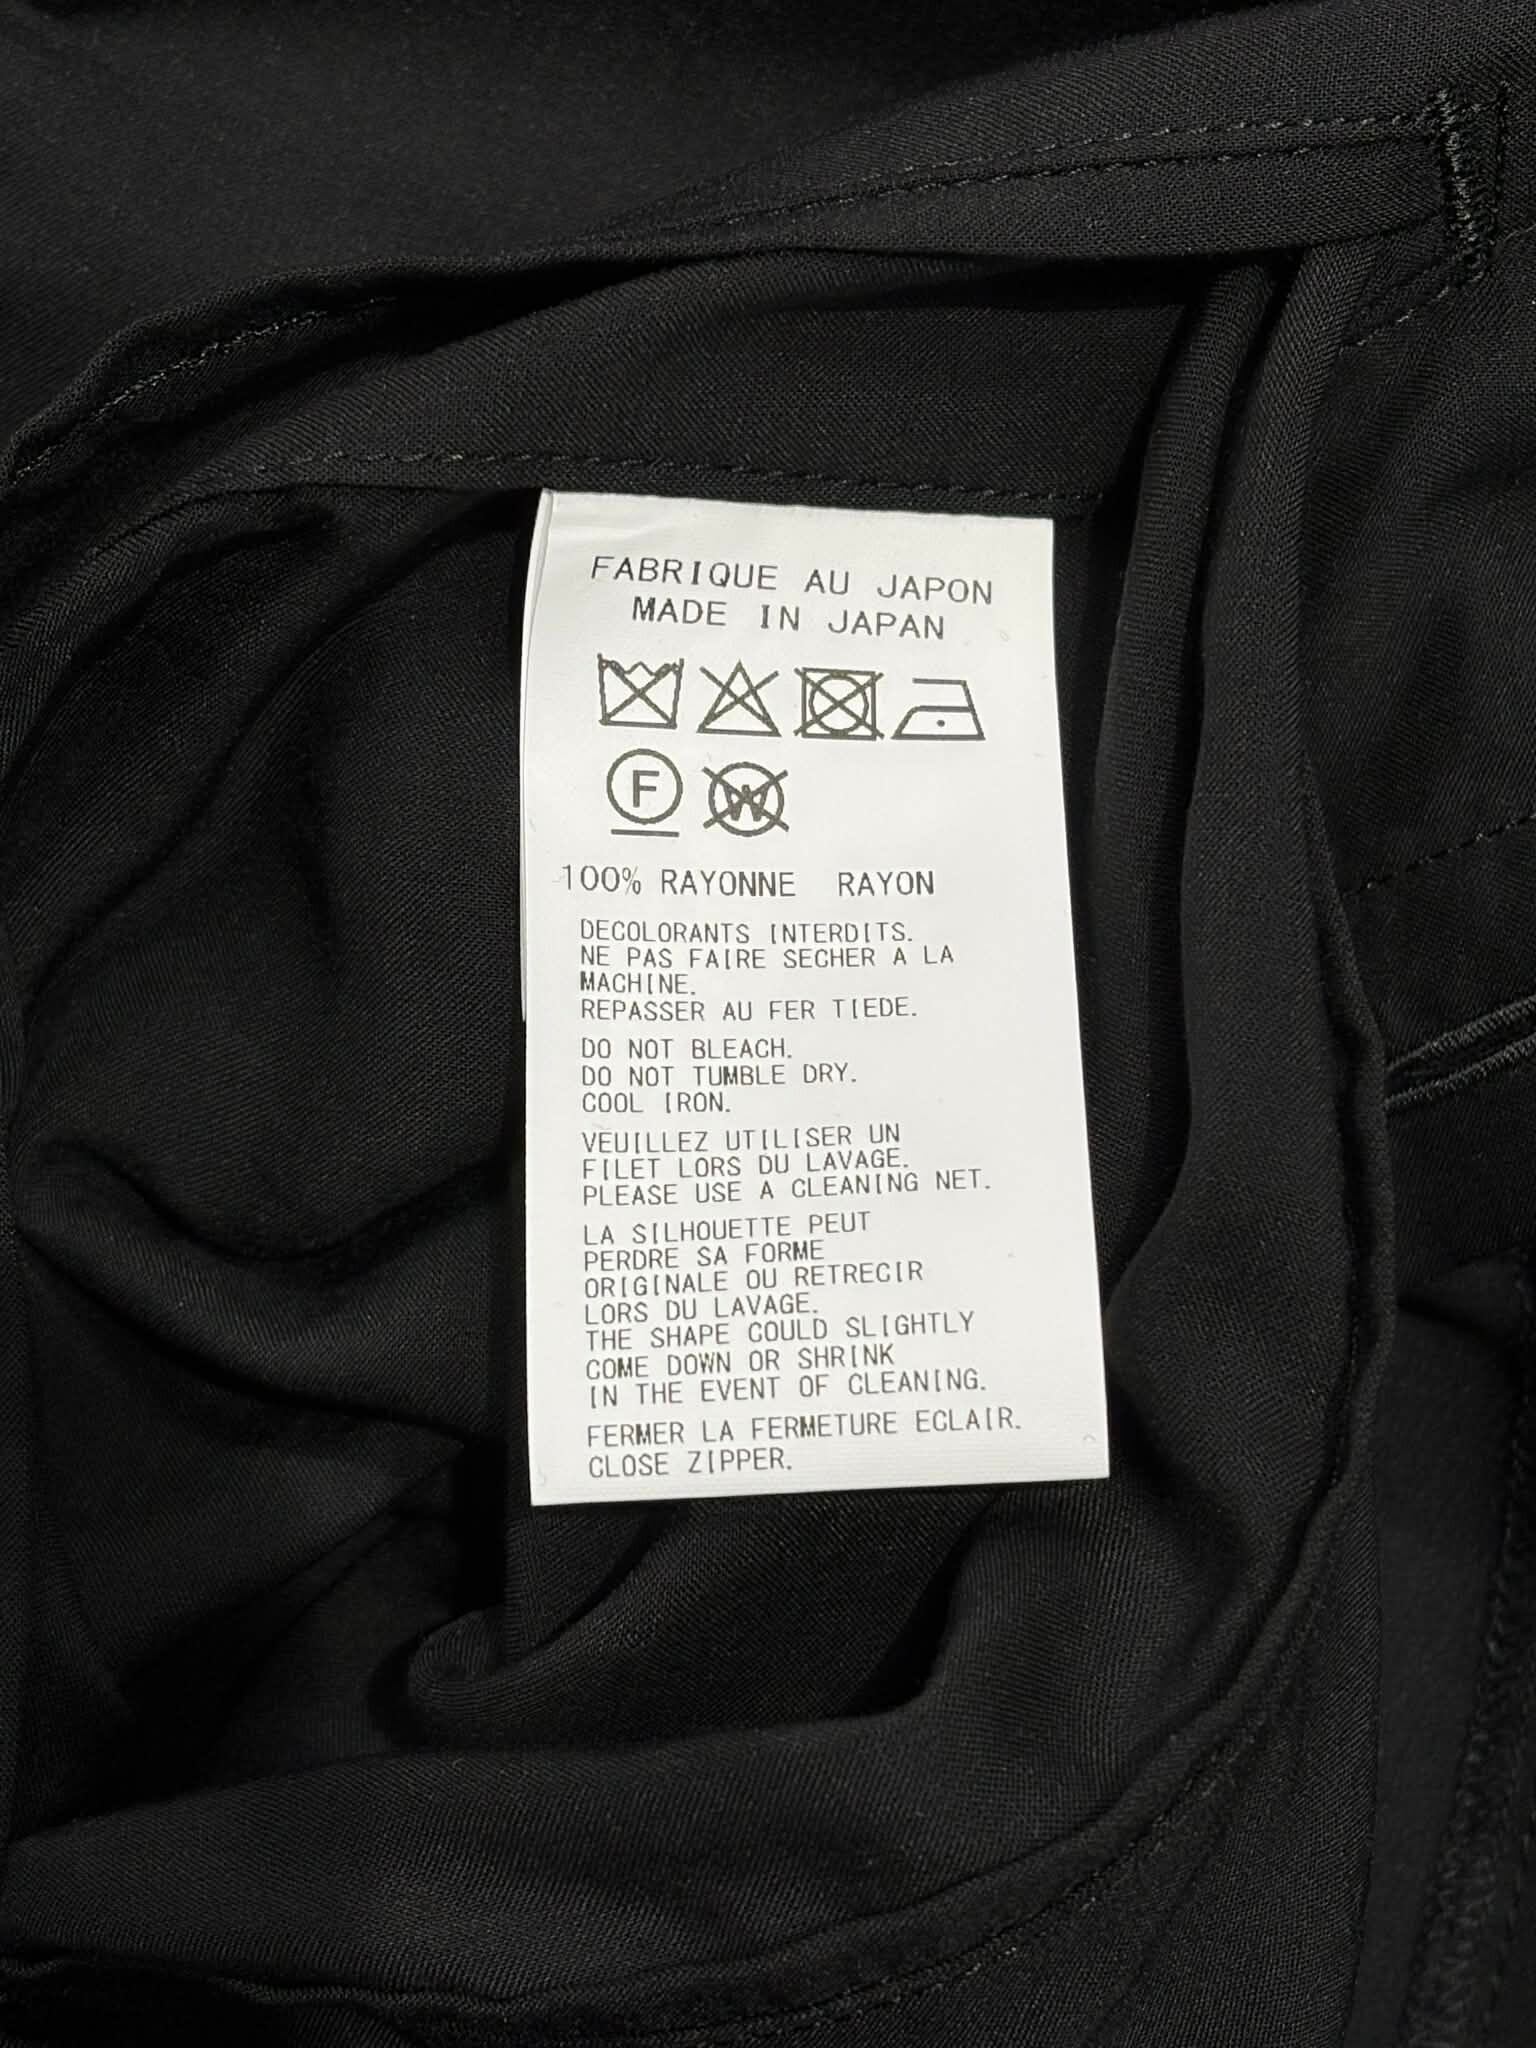 FABRIQUE AU JAPON
MADE IN JAPAN
F W
100% RAYONNE RAYON
DECOLORANTS INTERDITS.
NE PAS FAIRE SECHER A LA
MACHINE.
REPASSER AU FER TIEDE.
DO NOT BLEACH.
DO NOT TUMBLE DRY.
COOL IRON.
VEUILLEZ UTILISER UN
FILET LORS DU LAVAGE.
PLEASE USE A CLEANING NET.
LA SILHOUETTE PEUT
PERDRE SA FORME
ORIGINALE OU RETRECIR
LORS DU LAVAGE.
THE SHAPE COULD SLIGHTLY
COME DOWN OR SHRINK
IN THE EVENT OF CLEANING.
FERMER LA FERMETURE ECLAIR.
CLOSE ZIPPER.